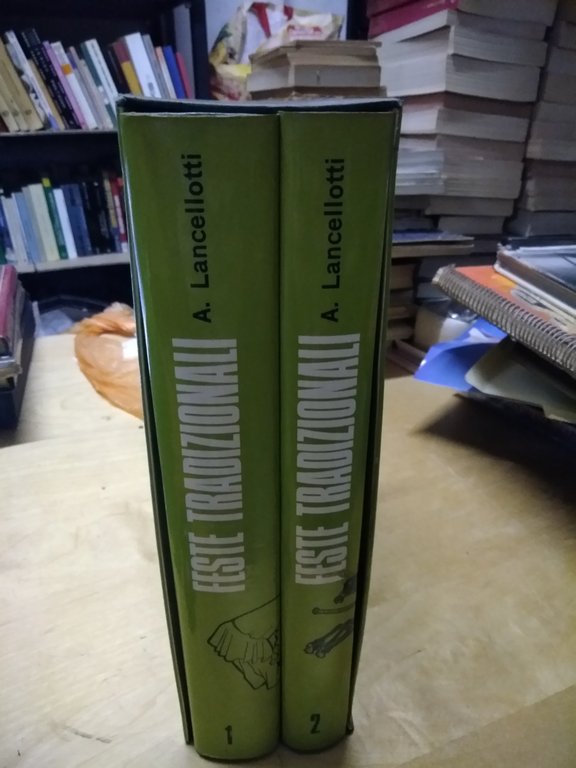 A. Lancellotti
FESTE TRADIZIONALI
1
A. Lancellotti
FESTE TRADIZIONALI
2